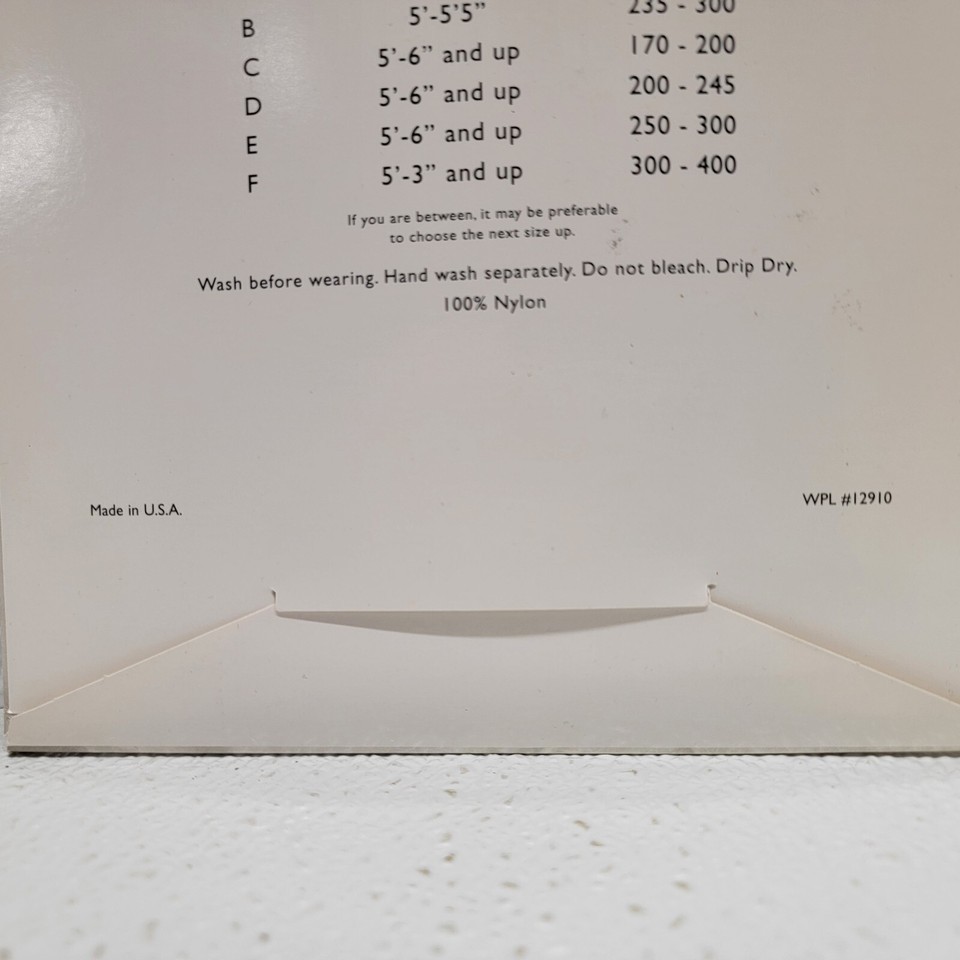 B 5'-5'5" 235 - 300
C 5'-6" and up 170 - 200
D 5'-6" and up 200 - 245
E 5'-6" and up 250 - 300
F 5'-3" and up 300 - 400
If you are between, it may be preferable
to choose the next size up.
Wash before wearing. Hand wash separately. Do not bleach. Drip Dry.
100% Nylon
Made in U.S.A.
WPL #12910